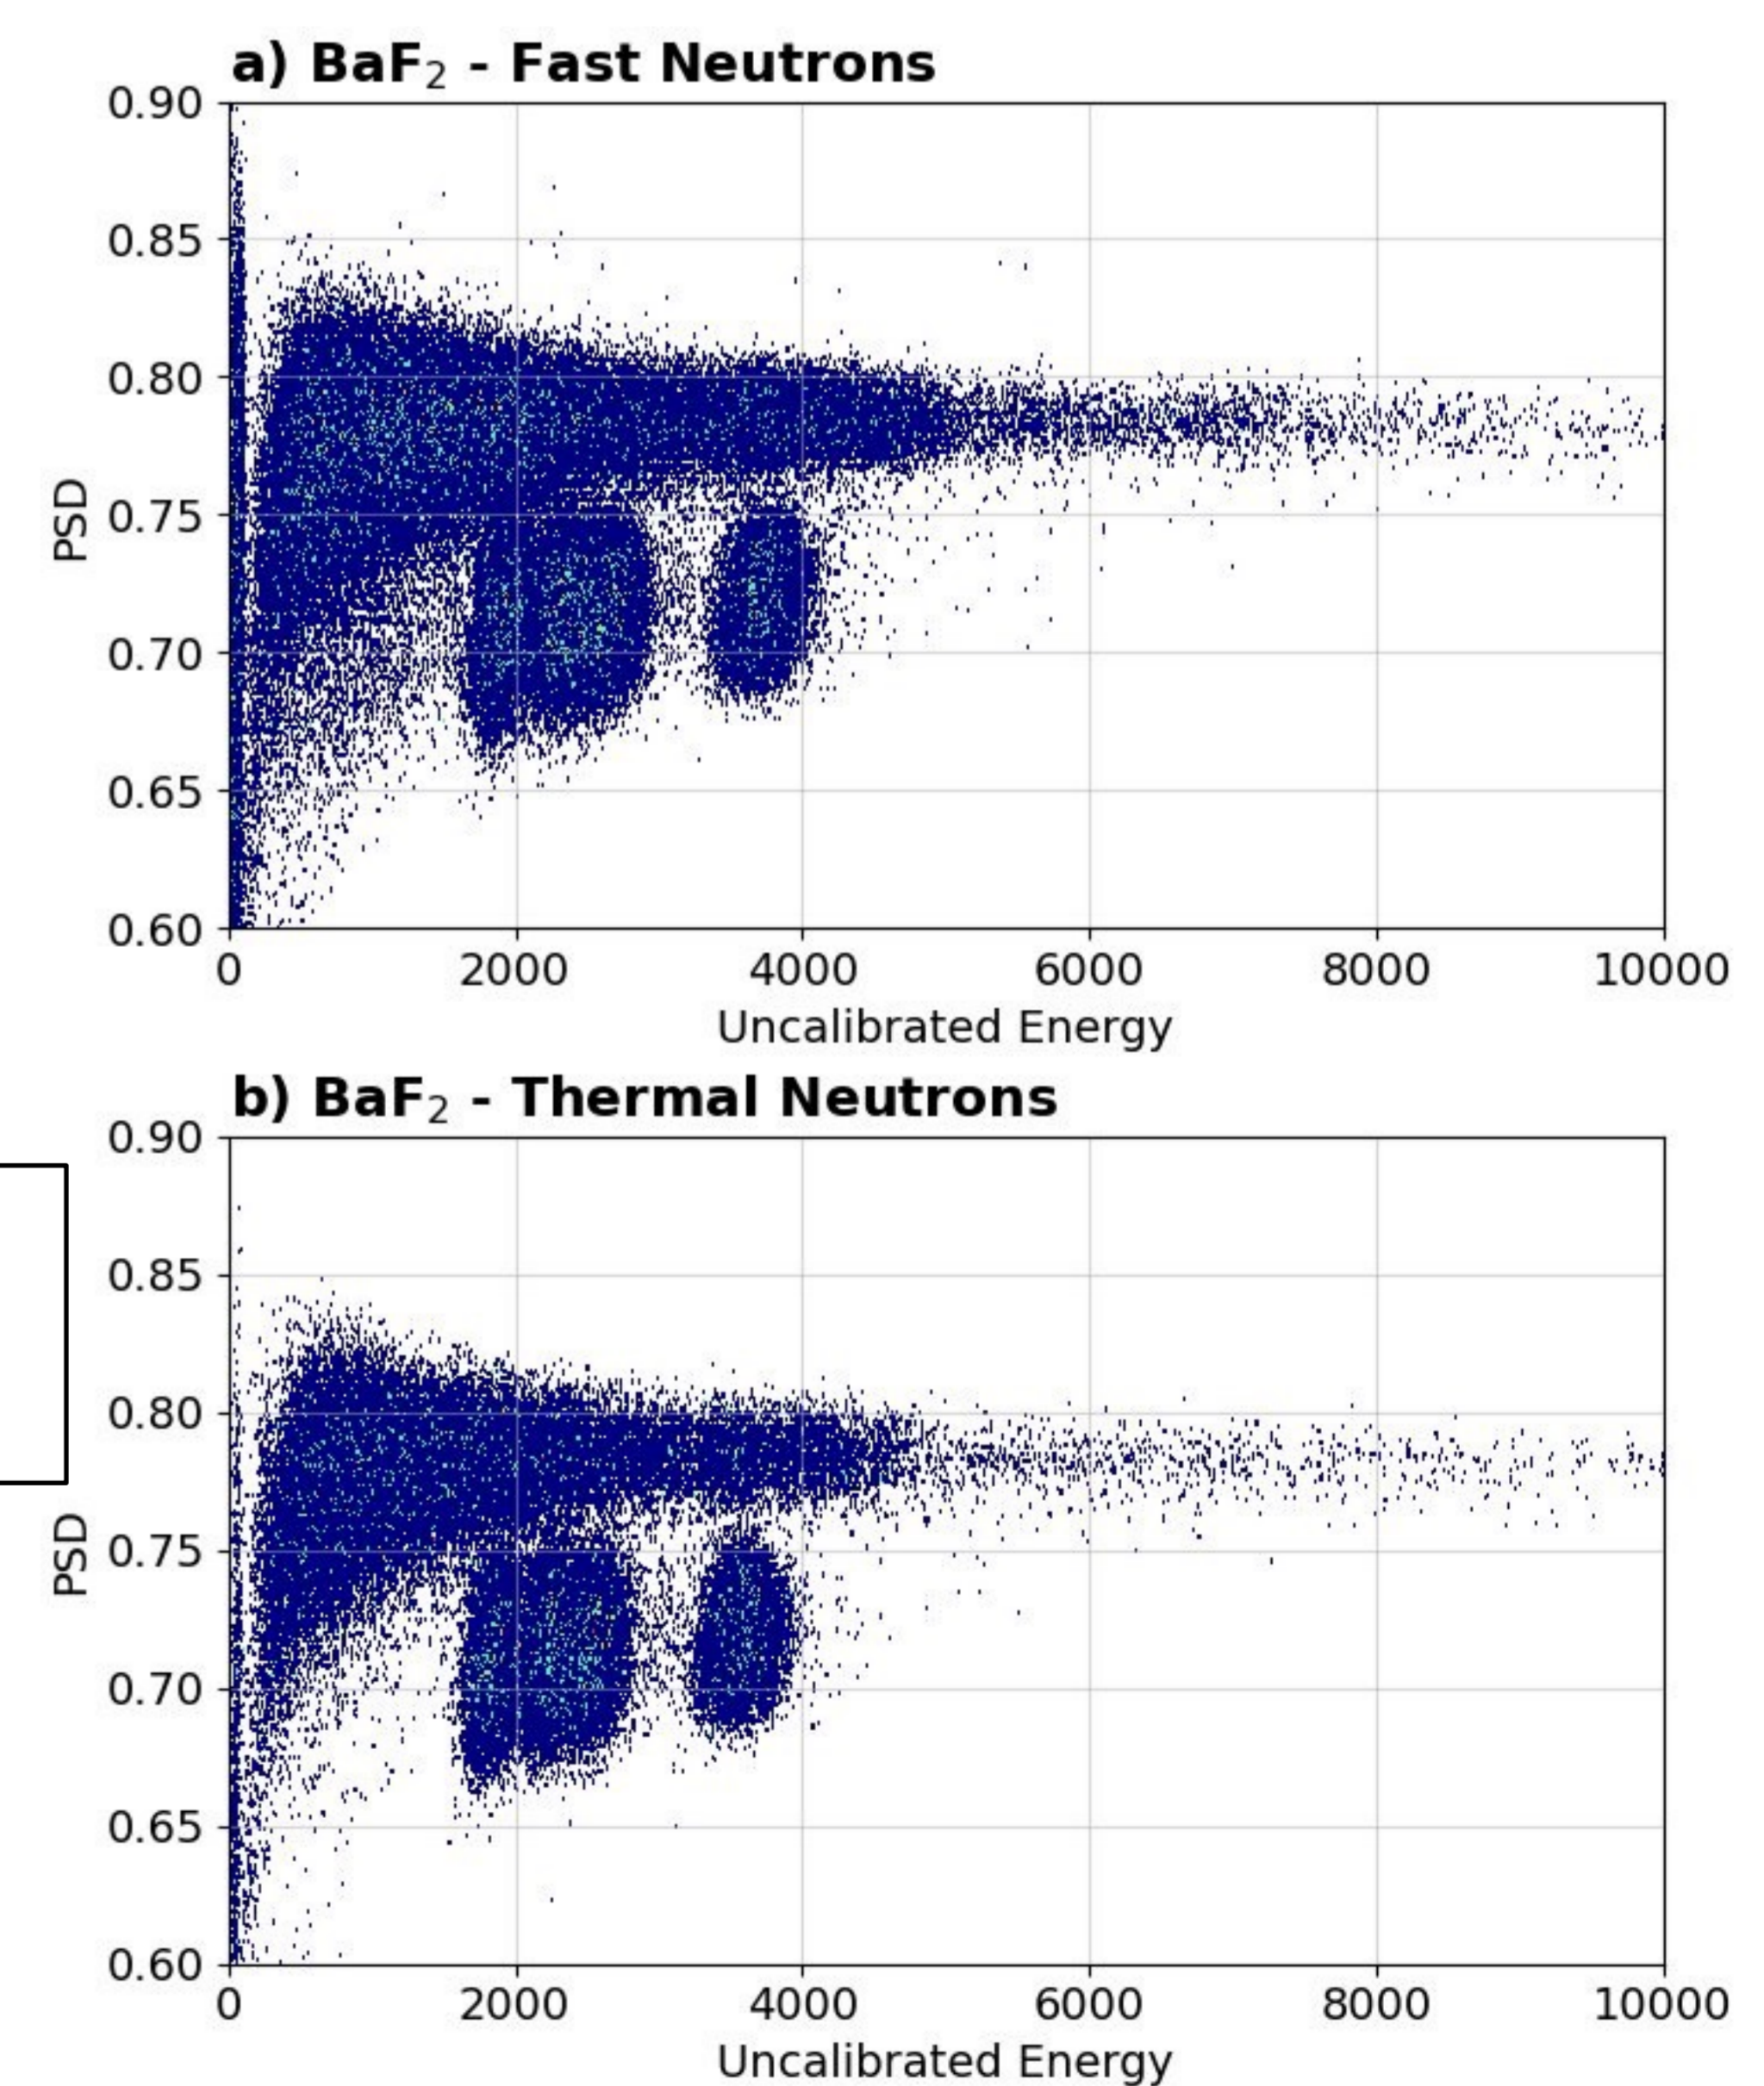 a) BaF₂ - Fast Neutrons
0.90
0.85
0.80
0.75
0.70
0.65
0.60
PSD
0 2000 4000 6000 8000 10000
Uncalibrated Energy
b) BaF₂ - Thermal Neutrons
0.90
0.85
0.80
0.75
0.70
0.65
0.60
PSD
0 2000 4000 6000 8000 10000
Uncalibrated Energy